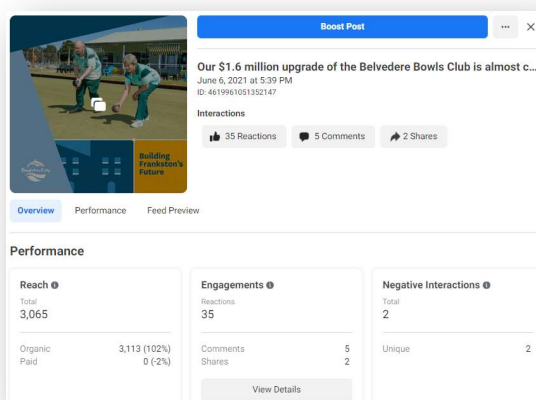 Boost Post
Our $1.6 million upgrade of the Belvedere Bowls Club is almost c...
June 6, 2021 at 5:39 PM
ID: 4619961051352147
Interactions
35 Reactions
5 Comments
2 Shares
Building
Frankston's
Future
Frankston City
Overview Performance Feed Preview
Performance
Reach
Total
3,065
Organic 3,113 (102%)
Paid 0 (-2%)
Engagements
Reactions
35
Comments 5
Shares 2
View Details
Negative Interactions
Total
2
Unique 2